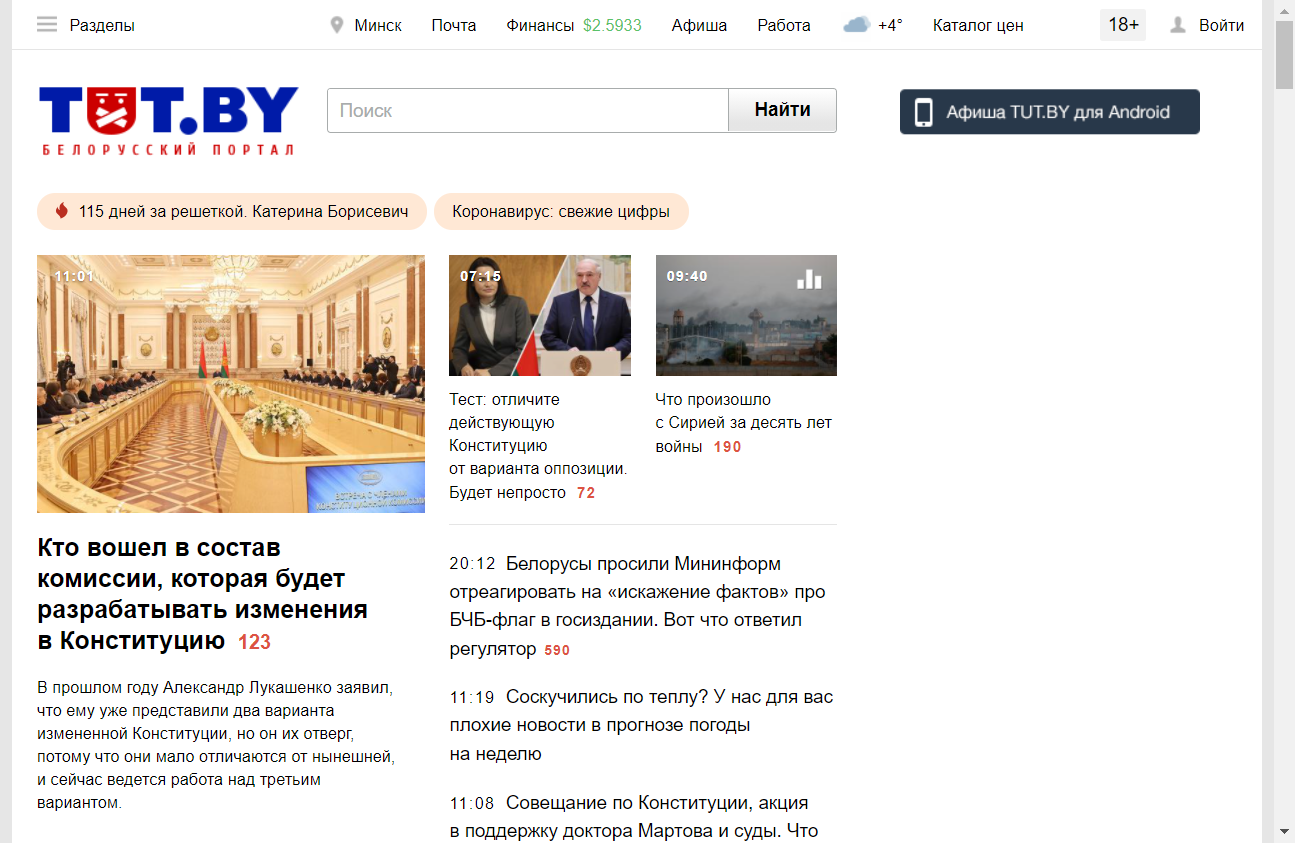 Разделы
Минск
Почта
Финансы $2.5933
Афиша
Работа
+4°
Каталог цен
18+
Войти
TUT.BY
БЕЛОРУССКИЙ ПОРТАЛ
Поиск
Найти
Афиша TUT.BY для Android
115 дней за решеткой. Катерина Борисевич
Коронавирус: свежие цифры
11:01
ВСТРЕЧА С ЧЛЕНАМИ
КОНСТИТУЦИОННОЙ КОМИССИИ
Кто вошел в состав
комиссии, которая будет
разрабатывать изменения
в Конституцию 123
В прошлом году Александр Лукашенко заявил,
что ему уже представили два варианта
измененной Конституции, но он их отверг,
потому что они мало отличаются от нынешней,
и сейчас ведется работа над третьим
вариантом.
07:15
Тест: отличите
действующую
Конституцию
от варианта оппозиции.
Будет непросто 72
09:40
Что произошло
с Сирией за десять лет
войны 190
20:12 Белорусы просили Мининформ
отреагировать на «искажение фактов» про
БЧБ-флаг в госиздании. Вот что ответил
регулятор 590
11:19 Соскучились по теплу? У нас для вас
плохие новости в прогнозе погоды
на неделю
11:08 Совещание по Конституции, акция
в поддержку доктора Мартова и суды. Что